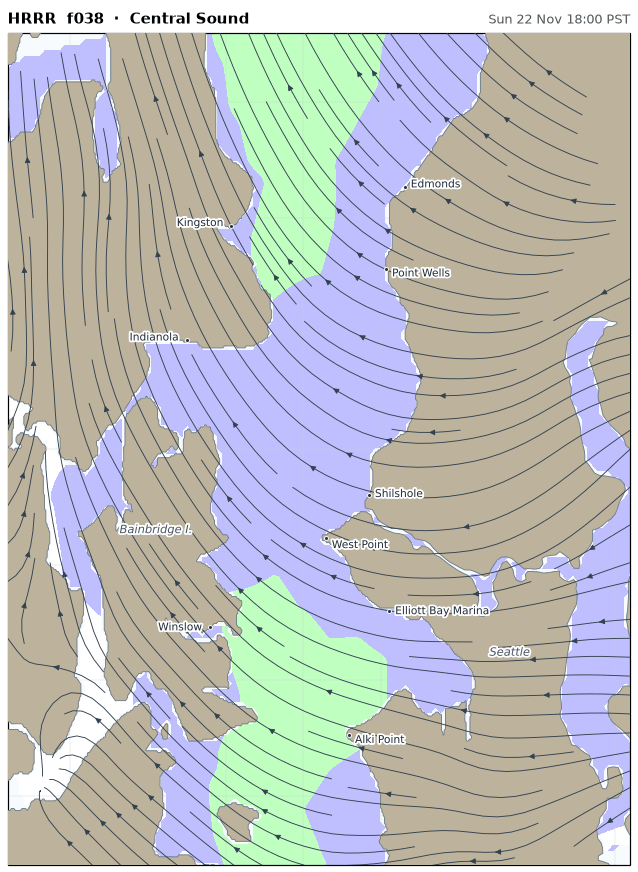 HRRR f038 · Central Sound
Sun 22 Nov 18:00 PST
Edmonds
Kingston
Point Wells
Indianola
Shilshole
Bainbridge I.
West Point
Elliott Bay Marina
Winslow
Seattle
Alki Point